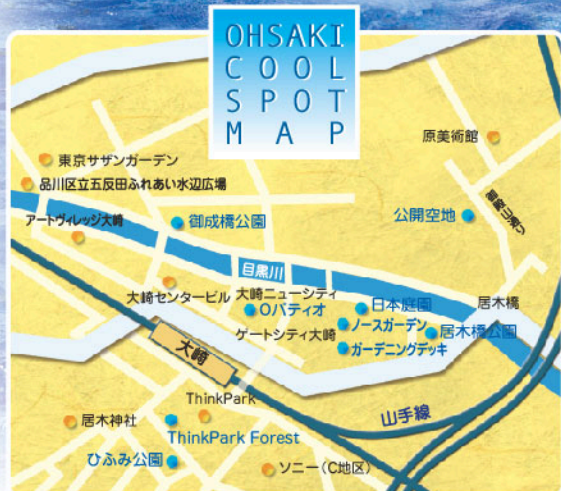 OHSAKI
COOL
SPOT
MAP
原美術館
東京サザンガーデン
品川区立五反田ふれあい水辺広場
御殿山通り
アートヴィレッジ大崎
御成橋公園
公開空地
目黒川
大崎センタービル
大崎ニューシティ
Oパティオ
日本庭園
居木橋
ゲートシティ大崎
ノースガーデン
居木橋公園
ガーデニングデッキ
大崎
ThinkPark
山手線
居木神社
ThinkPark Forest
ひふみ公園
ソニー(C地区)